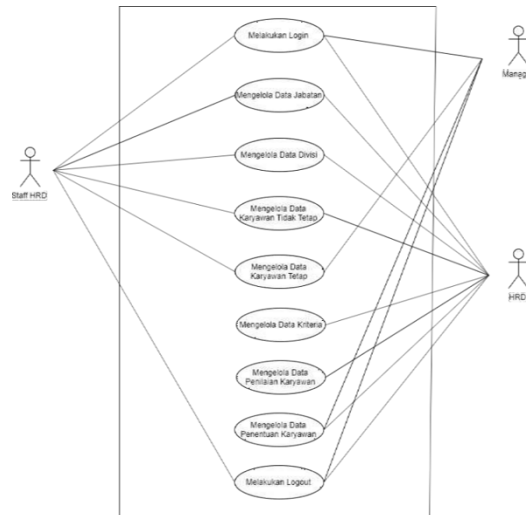 Melakukan Login
Manag
Mengelola Data Jabatan
Mengelola Data Divisi
Staff HRD
Mengelola Data
Karyawan Tidak Tetap
Mengelola Data
Karyawan Tetap
HRD
Mengelola Data Kriteria
Mengelola Data
Penilaian Karyawan
Mengelola Data
Penentuan Karyawan
Melakukan Logout